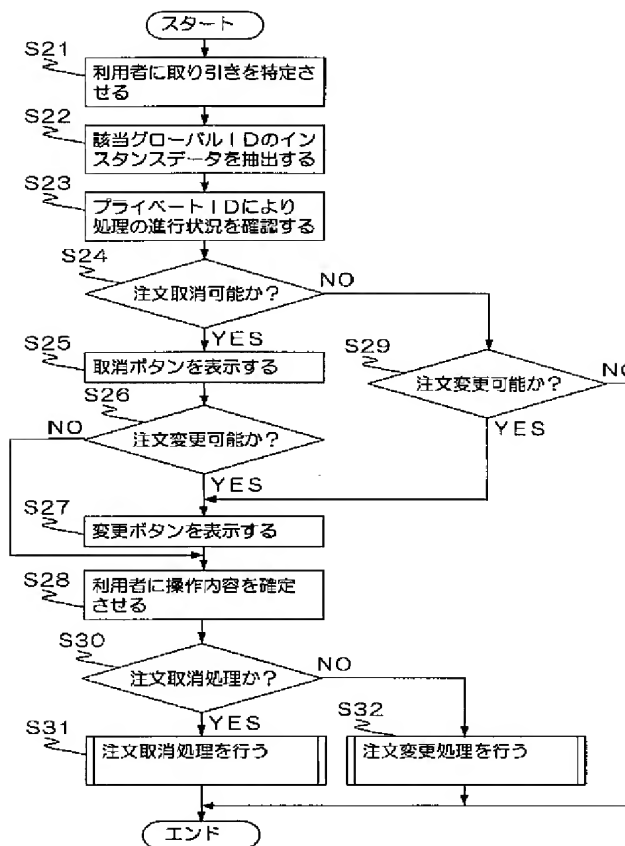 スタート
S21
利用者に取り引きを特定さ
せる
S22
該当グローバルIDのイン
スタンスデータを抽出する
S23
プライベートIDにより
処理の進行状況を確認する
S24
注文取消可能か?
NO
YES
S25
取消ボタンを表示する
S29
注文変更可能か?
NO
YES
S26
注文変更可能か?
NO
YES
S27
変更ボタンを表示する
S28
利用者に操作内容を確定
させる
S30
注文取消処理か?
NO
YES
S31
注文取消処理を行う
S32
注文変更処理を行う
エンド